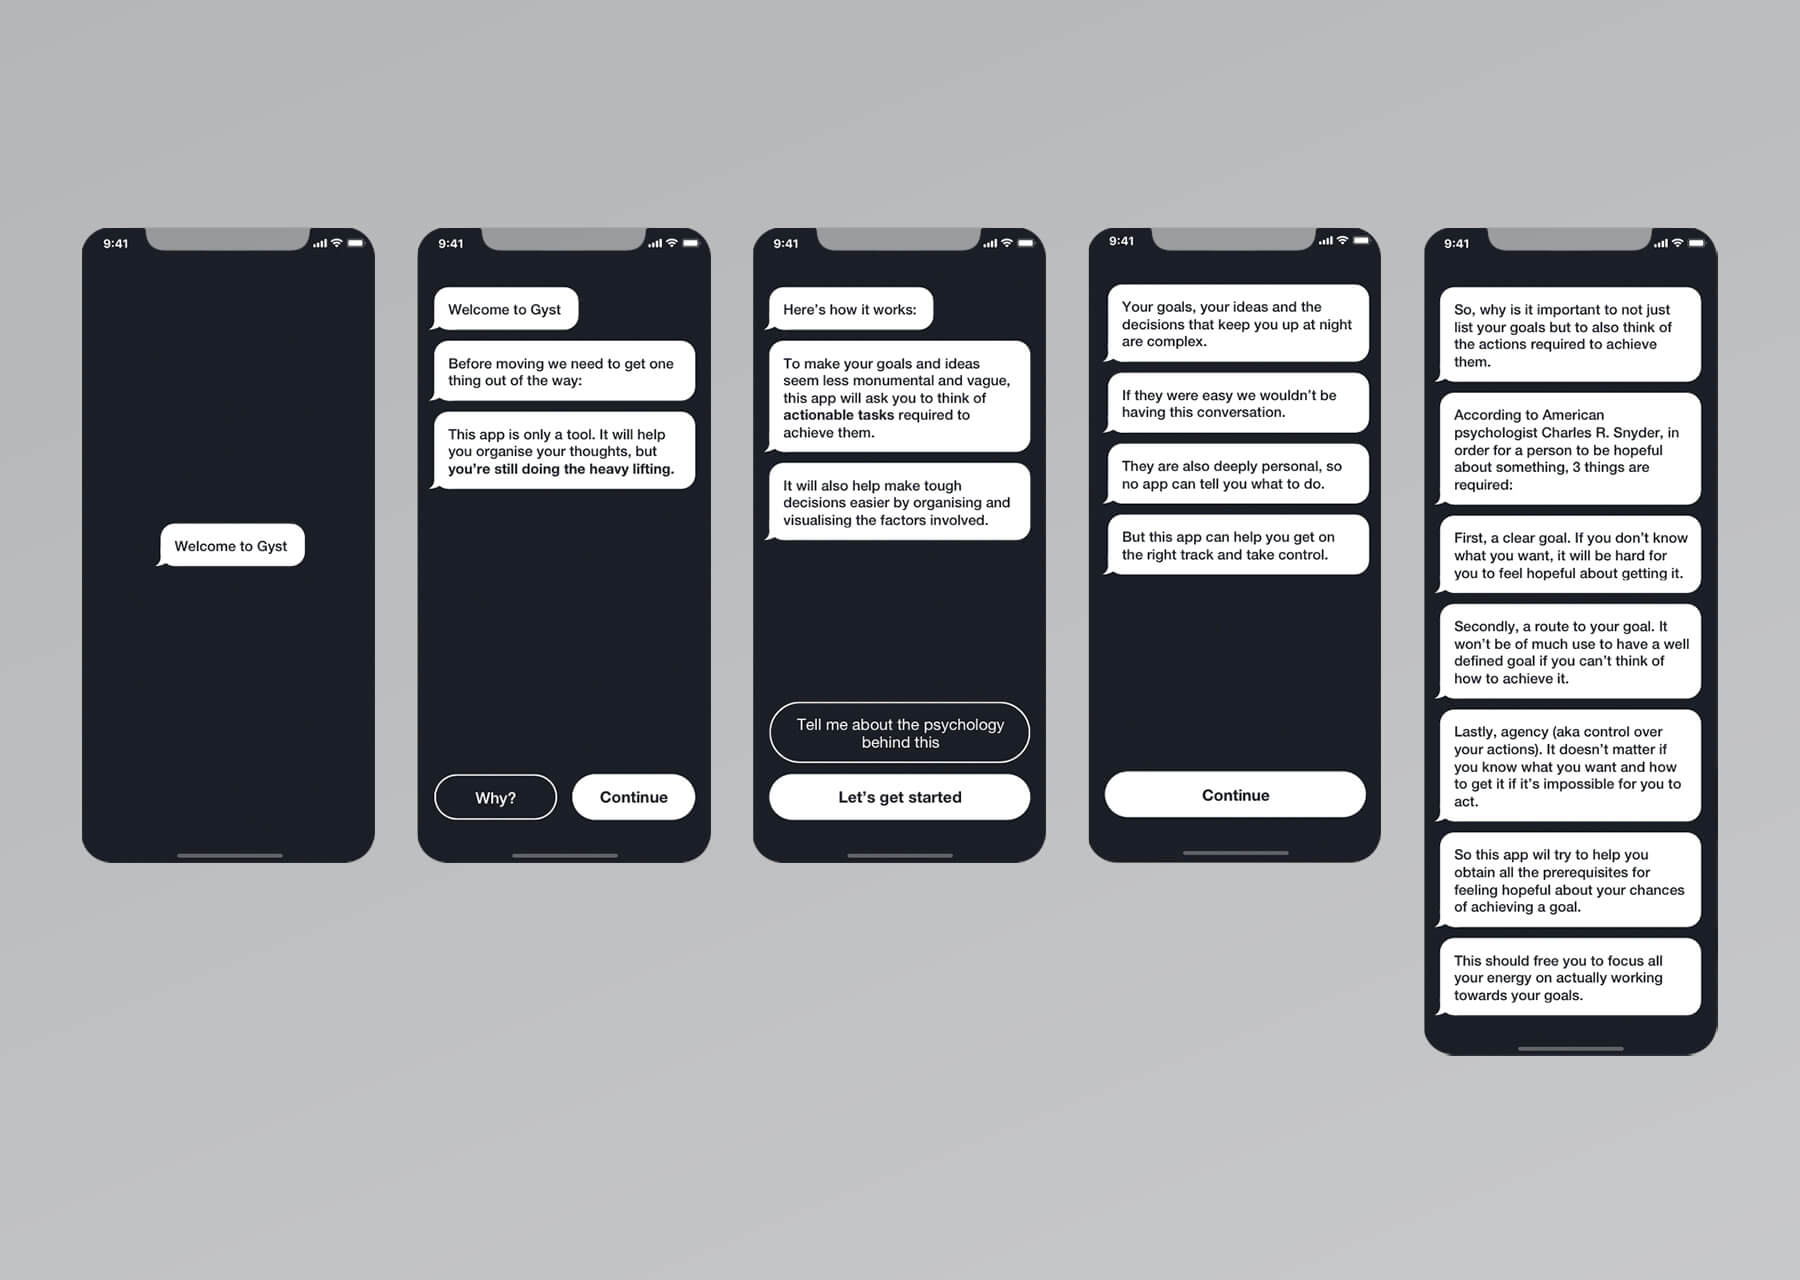 9:41
Welcome to Gyst
9:41
Welcome to Gyst
Before moving we need to get one
thing out of the way:
This app is only a tool. It will help
you organise your thoughts, but
you’re still doing the heavy lifting.
Why?
Continue
9:41
Here’s how it works:
To make your goals and ideas
seem less monumental and vague,
this app will ask you to think of
actionable tasks required to
achieve them.
It will also help make tough
decisions easier by organising and
visualising the factors involved.
Tell me about the psychology
behind this
Let’s get started
9:41
Your goals, your ideas and the
decisions that keep you up at night
are complex.
If they were easy we wouldn’t be
having this conversation.
They are also deeply personal, so
no app can tell you what to do.
But this app can help you get on
the right track and take control.
Continue
9:41
So, why is it important to not just
list your goals but to also think of
the actions required to achieve
them.
According to American
psychologist Charles R. Snyder, in
order for a person to be hopeful
about something, 3 things are
required:
First, a clear goal. If you don’t know
what you want, it will be hard for
you to feel hopeful about getting it.
Secondly, a route to your goal. It
won’t be of much use to have a well
defined goal if you can’t think of
how to achieve it.
Lastly, agency (aka control over
your actions). It doesn’t matter if
you know what you want and how
to get it if it’s impossible for you to
act.
So this app wil try to help you
obtain all the prerequisites for
feeling hopeful about your chances
of achieving a goal.
This should free you to focus all
your energy on actually working
towards your goals.